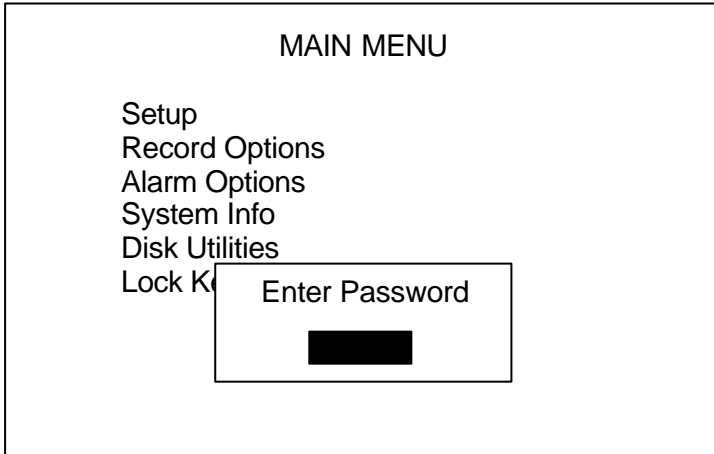 MAIN MENU
Setup
Record Options
Alarm Options
System Info
Disk Utilities
Lock
Enter Password